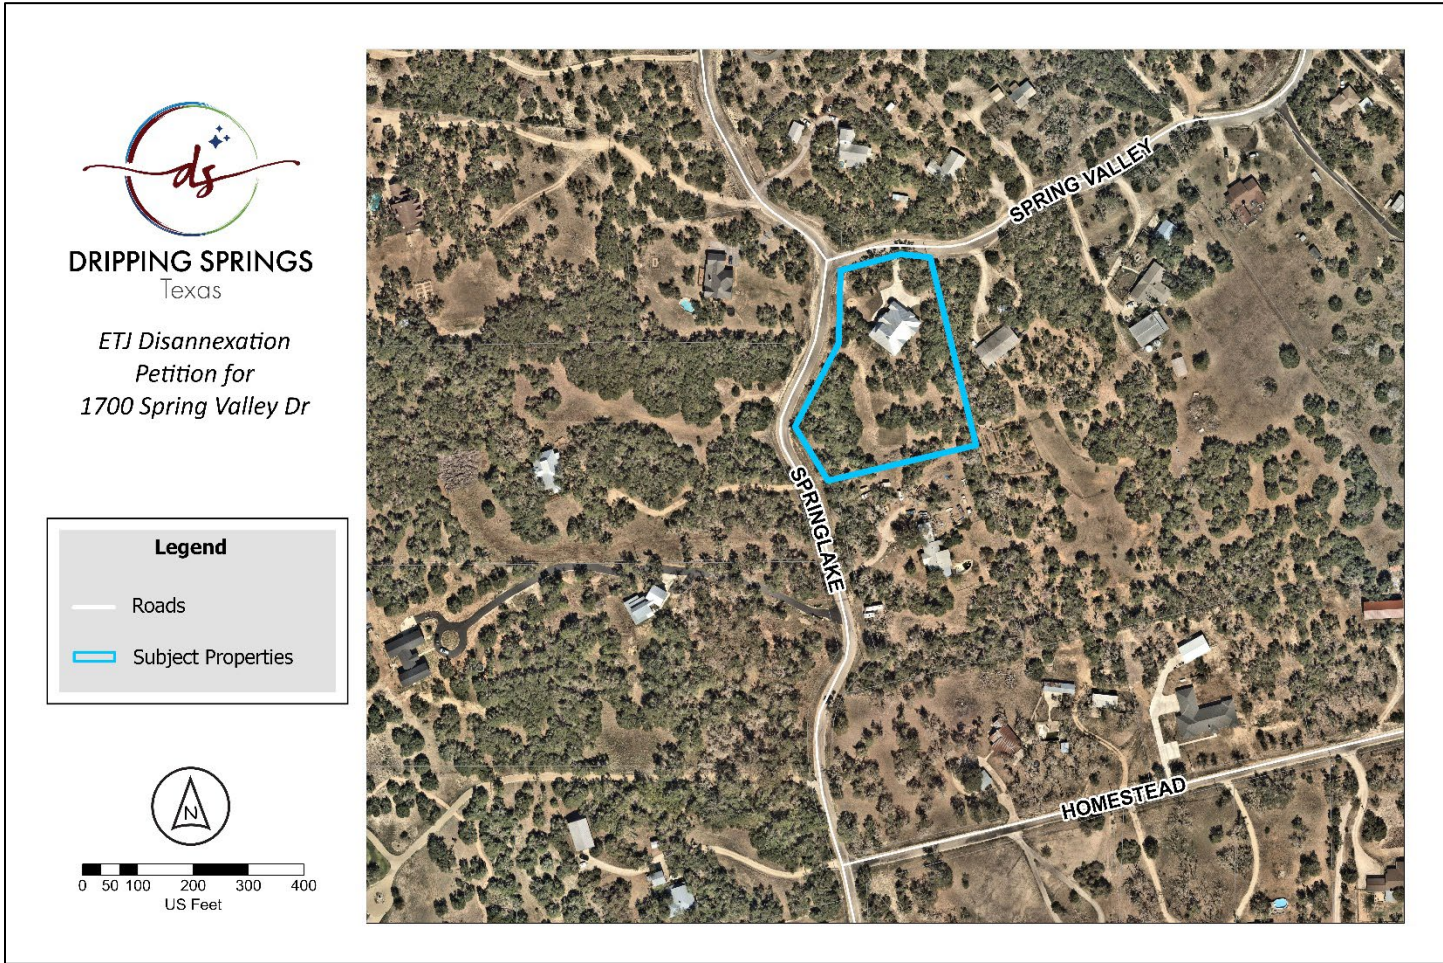 ds
DRIPPING SPRINGS
Texas
ETJ Disannexation
Petition for
1700 Spring Valley Dr
Legend
Roads
Subject Properties
N
0 50 100 200 300 400
US Feet
SPRING VALLEY
SPRINGLAKE
HOMESTEAD